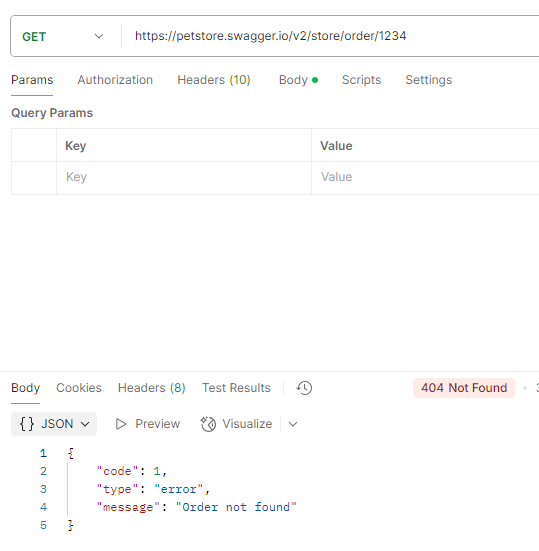 GET https://petstore.swagger.io/v2/store/order/1234
Params Authorization Headers (10) Body Scripts Settings
Query Params
Key Value
Key Value
Body Cookies Headers (8) Test Results 404 Not Found
{} JSON Preview Visualize
1 {
2 "code": 1,
3 "type": "error",
4 "message": "Order not found"
5 }